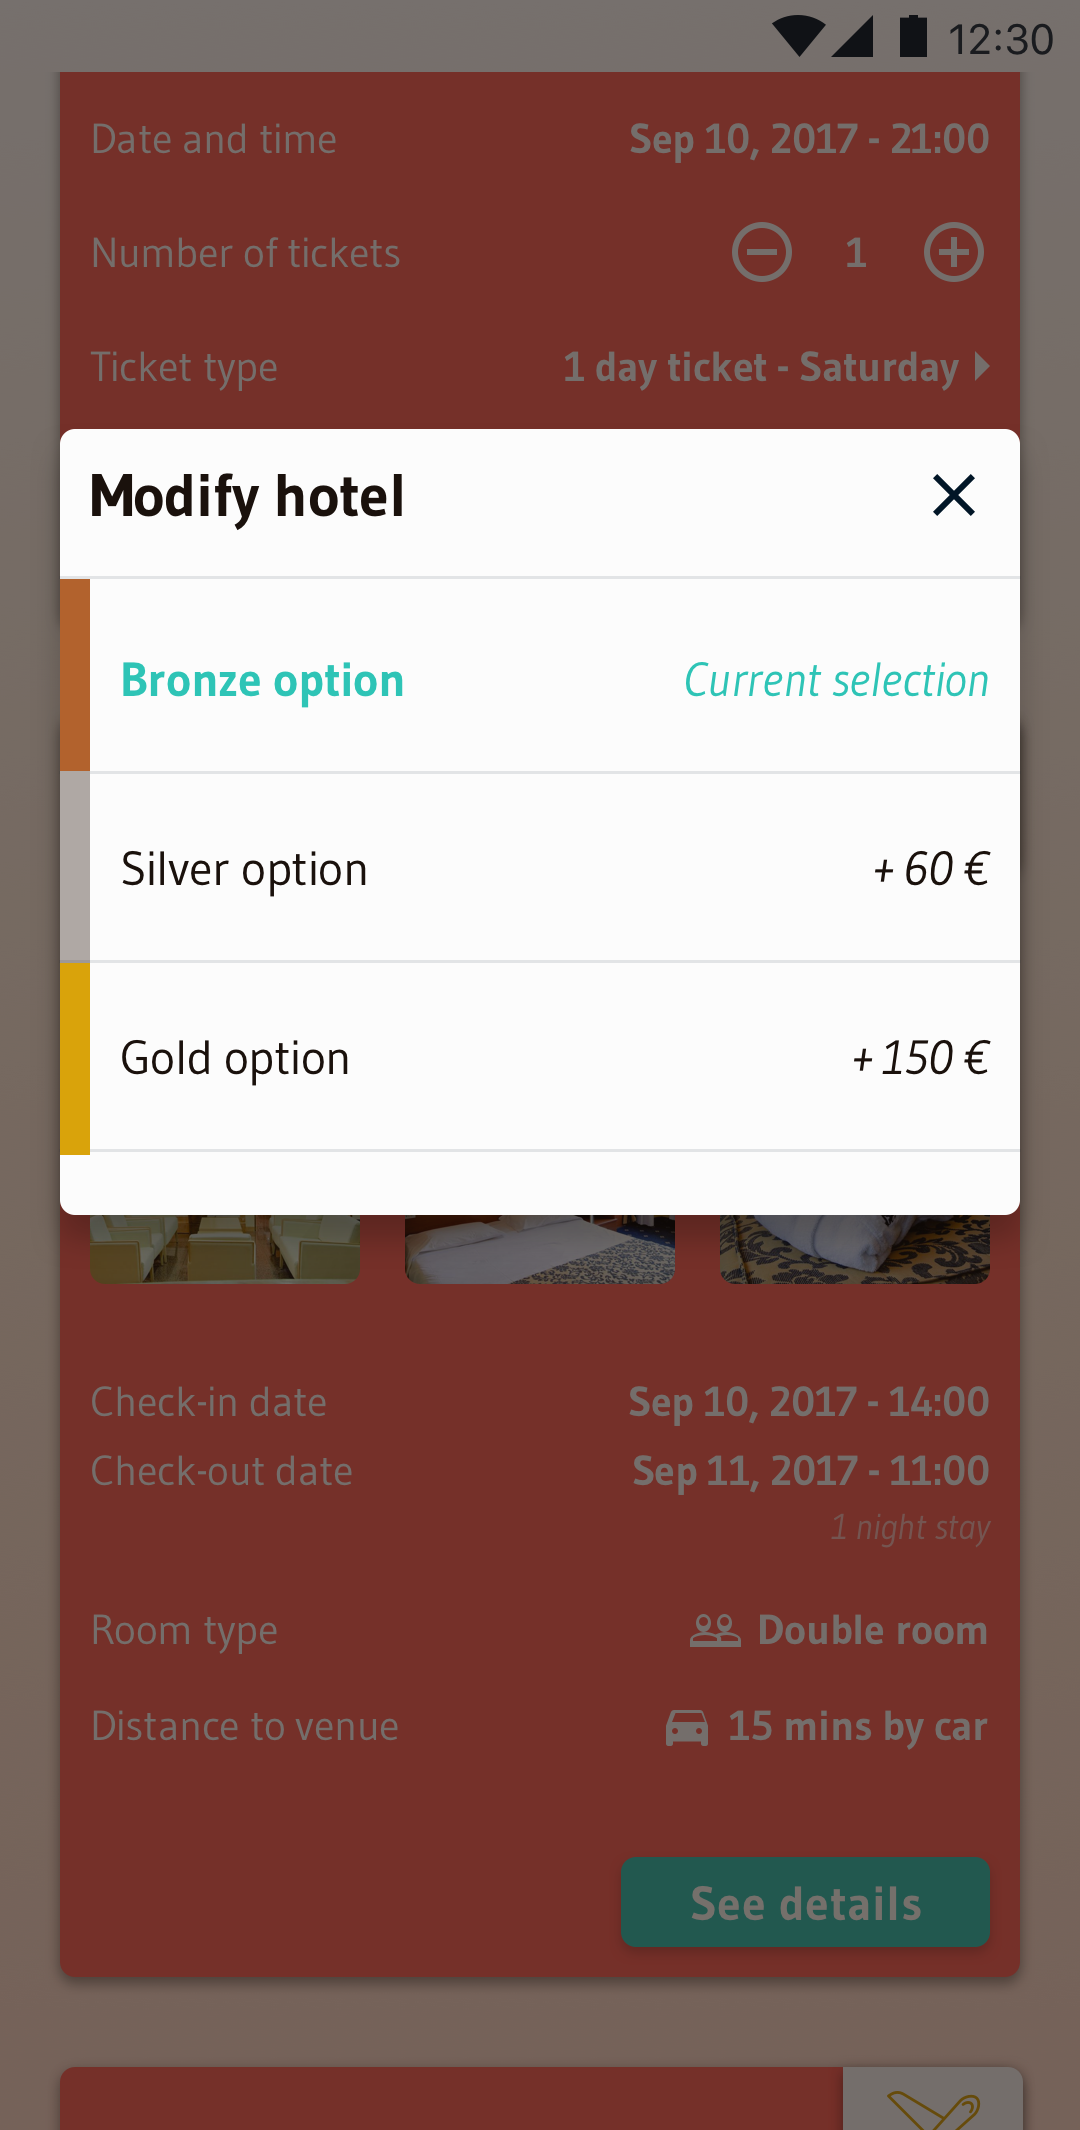 12:30
Date and time Sep 10, 2017 - 21:00
Number of tickets 1
Ticket type 1 day ticket - Saturday
Modify hotel
Bronze option Current selection
Silver option + 60 €
Gold option + 150 €
Check-in date Sep 10, 2017 - 14:00
Check-out date Sep 11, 2017 - 11:00
1 night stay
Room type Double room
Distance to venue 15 mins by car
See details